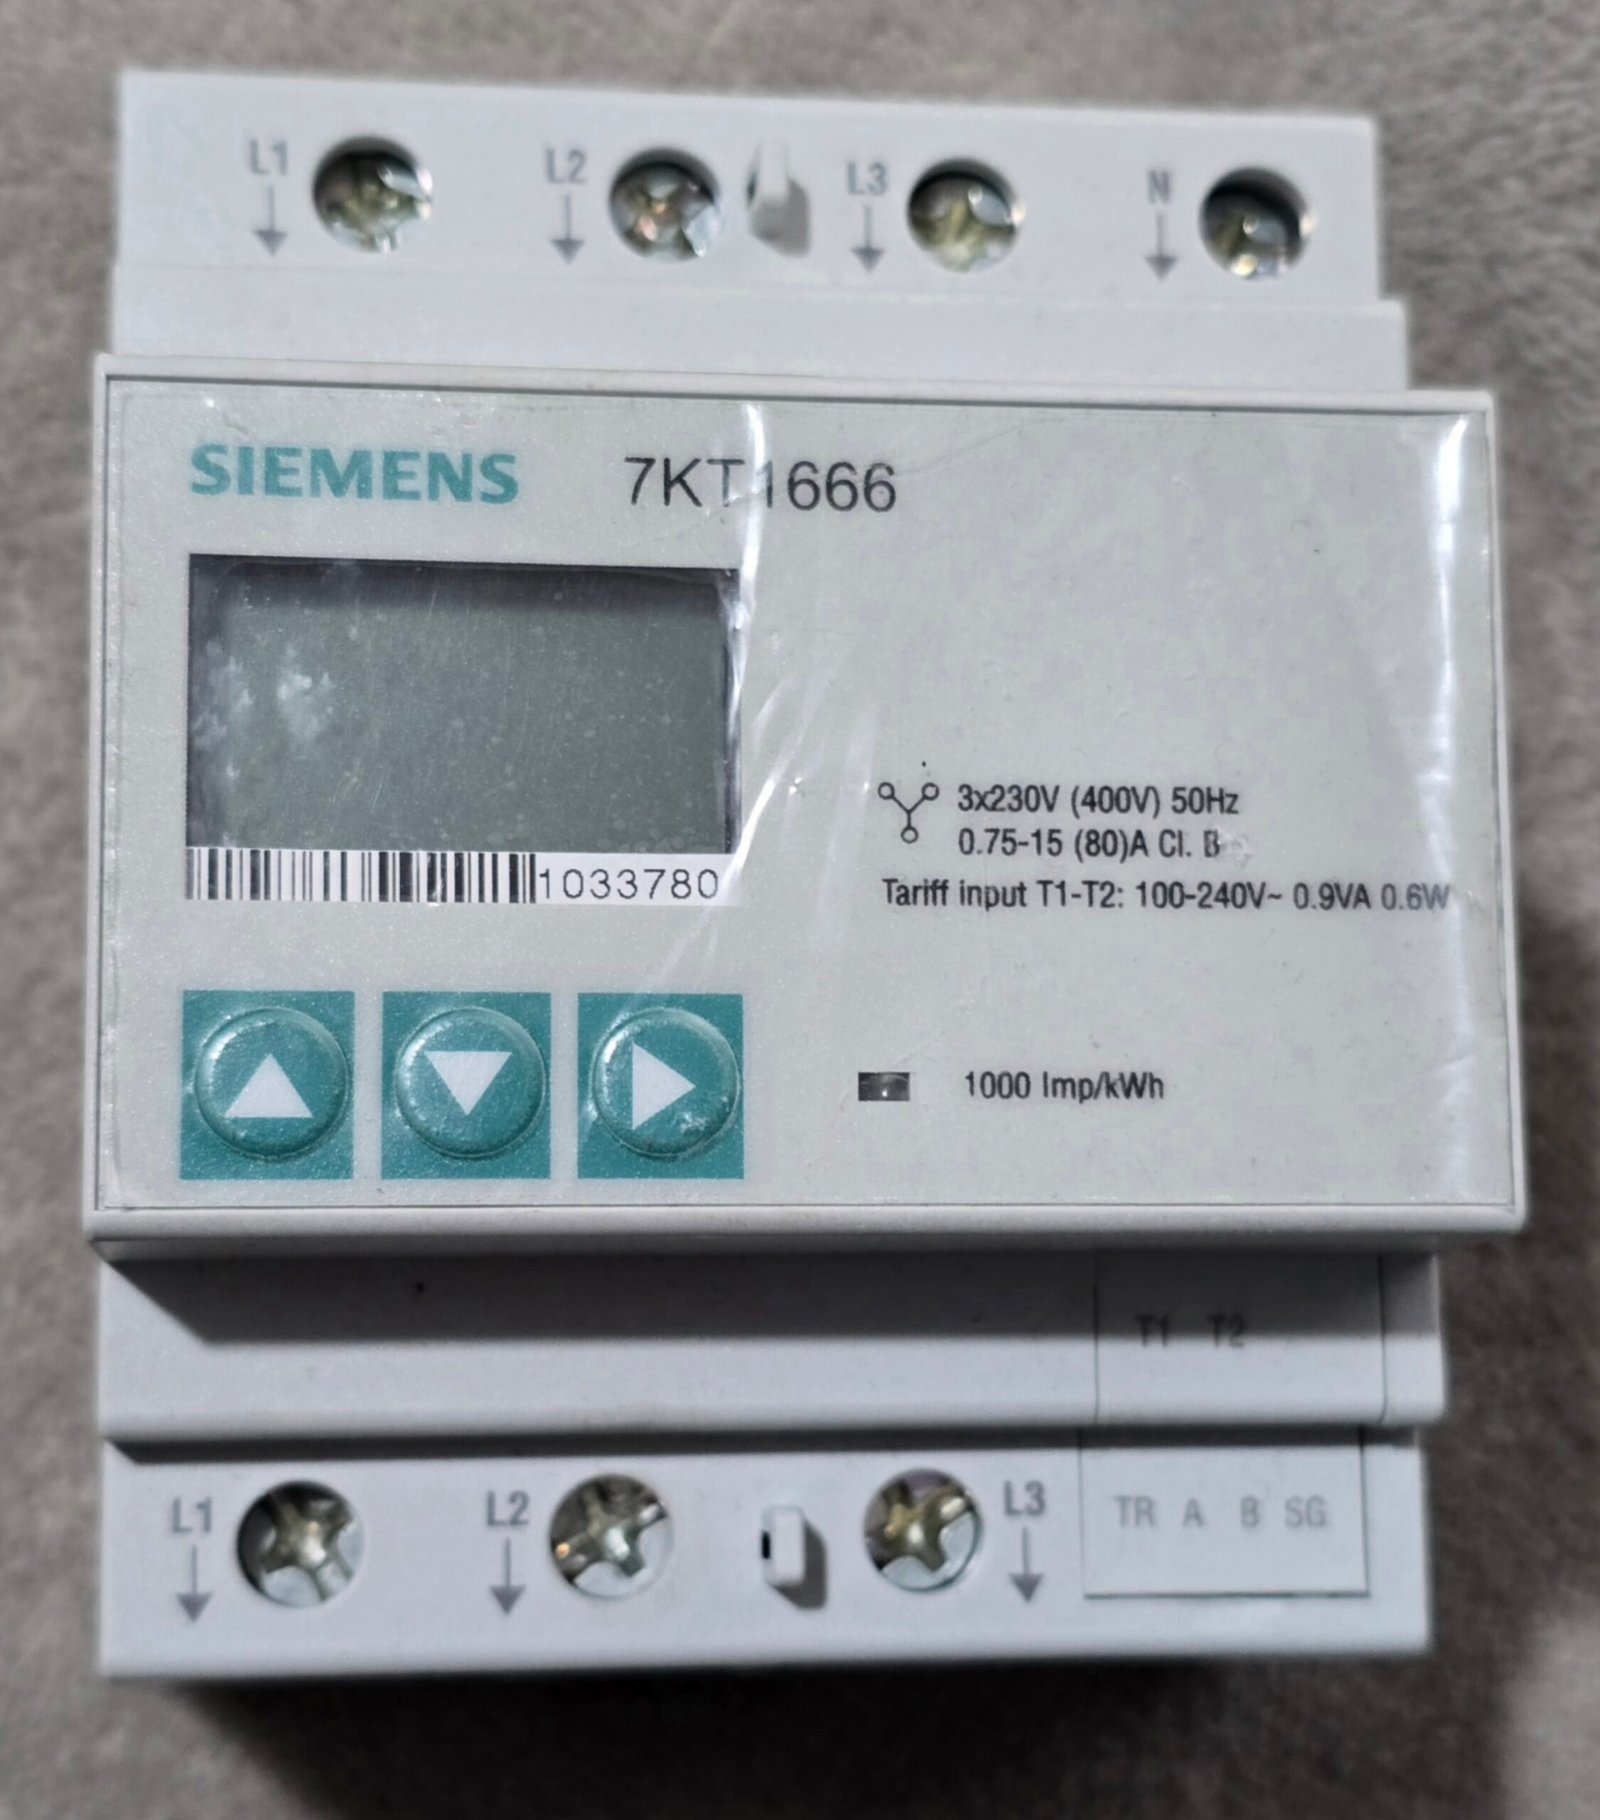 L1 L2 L3 N
SIEMENS 7KT1666
3x230V (400V) 50Hz
0.75-15 (80)A Cl. B
1033780
Tariff input T1-T2: 100-240V~ 0.9VA 0.6W
1000 Imp/kWh
T1 T2
L1 L2 L3 TR A B SG